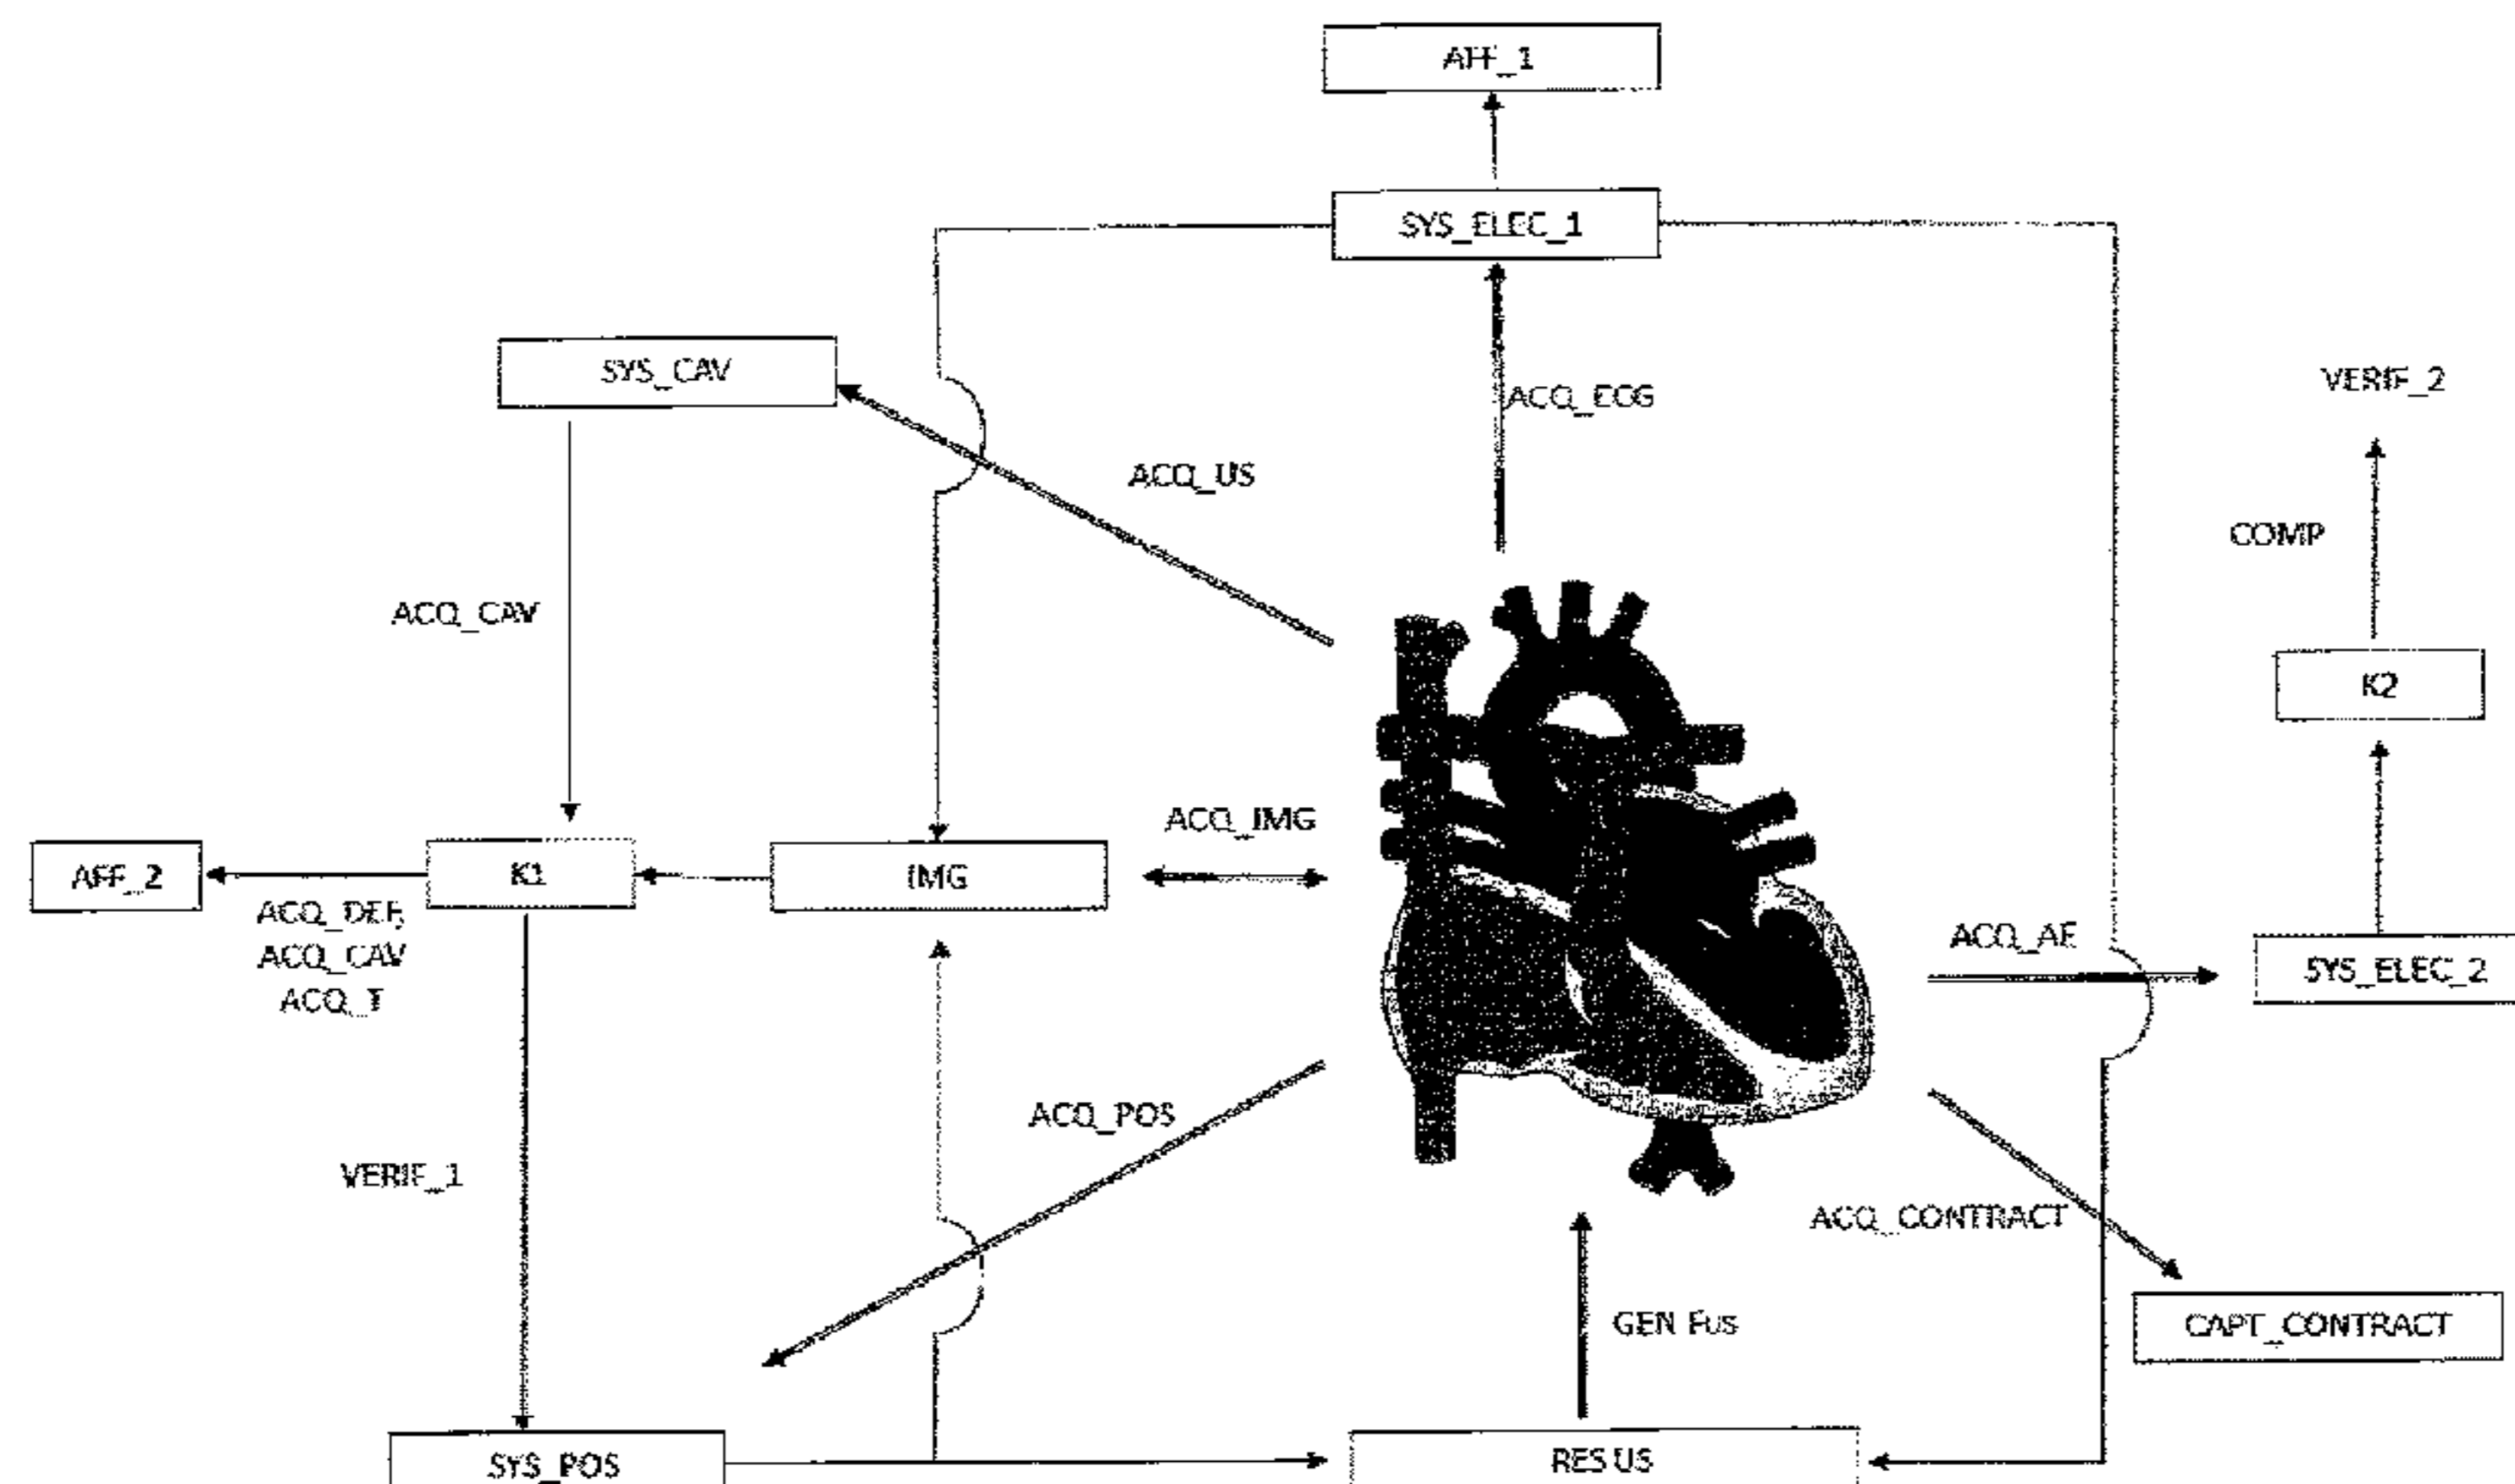 AFF_1
SYS_ELEC_1
SYS_CAV
ACQ_ECG
VERIF_2
ACQ_US
COMP
ACQ_CAV
K2
ACQ_IMG
AFF_2
K1
IMG
ACQ_DEF,
ACQ_CAV
ACQ_T
ACQ_AE
SYS_ELEC_2
ACQ_POS
VERIF_1
ACQ_CONTRACT
GEN Fus
CAPT_CONTRACT
SYS_POS
RES US